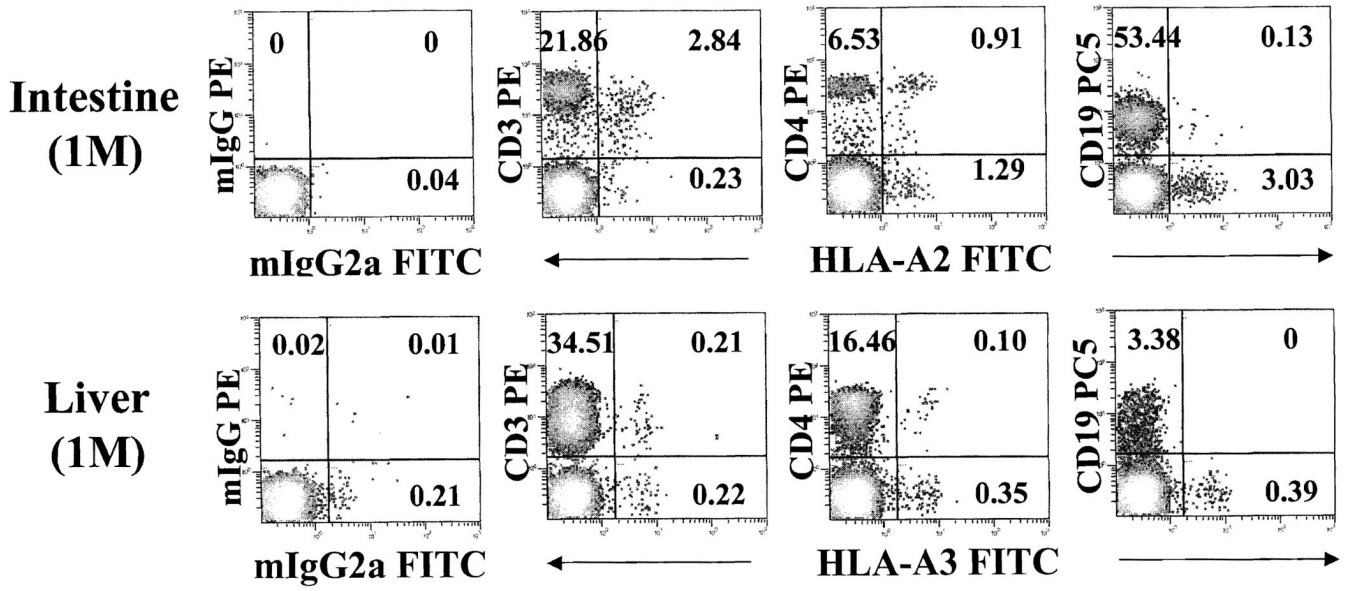 Intestine
(1M)
mIgG PE
0 0
0.04
mIgG2a FITC
CD3 PE
21.86 2.84
0.23
CD4 PE
6.53 0.91
1.29
HLA-A2 FITC
CD19 PC5
53.44 0.13
3.03
Liver
(1M)
mIgG PE
0.02 0.01
0.21
mIgG2a FITC
CD3 PE
34.51 0.21
0.22
CD4 PE
16.46 0.10
0.35
HLA-A3 FITC
CD19 PC5
3.38 0
0.39